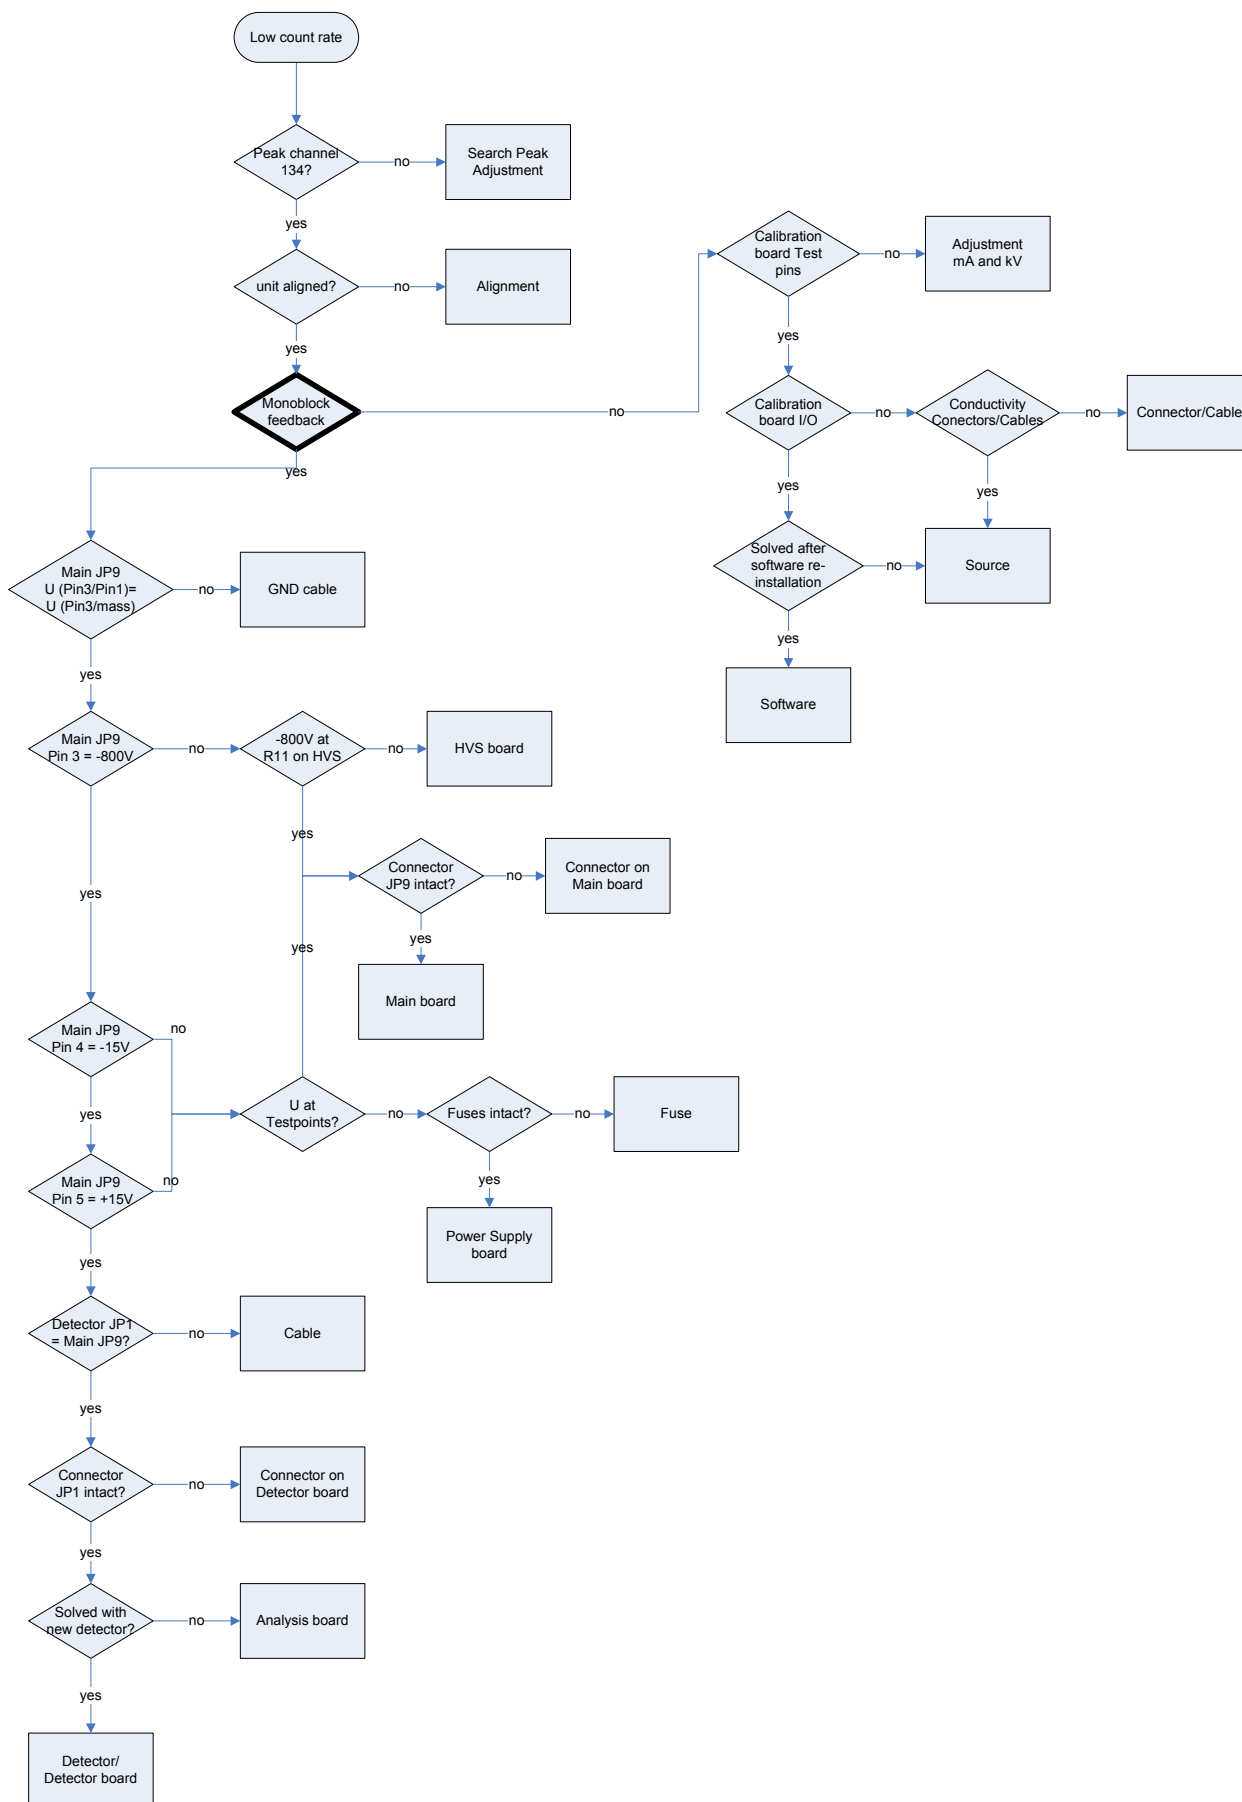 Low count rate
Peak channel
134?
no
Search Peak
Adjustment
yes
unit aligned?
no
Alignment
yes
Monoblock
feedback
no
yes
Calibration
board Test
pins
no
Adjustment
mA and kV
yes
Calibration
board I/O
no
Conductivity
Conectors/Cables
no
Connector/Cable
yes
yes
Solved after
software re-
installation
no
Source
yes
Software
Main JP9
U (Pin3/Pin1)=
U (Pin3/mass)
no
GND cable
yes
Main JP9
Pin 3 = -800V
no
-800V at
R11 on HVS
no
HVS board
yes
yes
Connector
JP9 intact?
no
Connector on
Main board
yes
yes
Main board
Main JP9
Pin 4 = -15V
no
yes
U at
Testpoints?
no
Fuses intact?
no
Fuse
yes
Power Supply
board
Main JP9
Pin 5 = +15V
no
yes
Detector JP1
= Main JP9?
no
Cable
yes
Connector
JP1 intact?
no
Connector on
Detector board
yes
Solved with
new detector?
no
Analysis board
yes
Detector/
Detector board